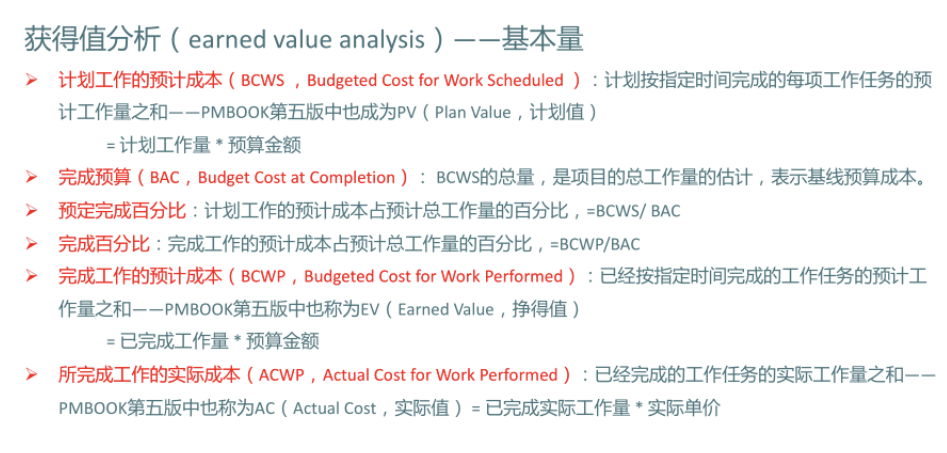 获得值分析（earned value analysis）——基本量
➢ 计划工作的预计成本（BCWS ，Budgeted Cost for Work Scheduled ）：计划按指定时间完成的每项工作任务的预
计工作量之和——PMBOOK第五版中也成为PV（Plan Value，计划值）
= 计划工作量 * 预算金额
➢ 完成预算（BAC，Budget Cost at Completion）： BCWS的总量，是项目的总工作量的估计，表示基线预算成本。
➢ 预定完成百分比：计划工作的预计成本占预计总工作量的百分比，=BCWS/ BAC
➢ 完成百分比：完成工作的预计成本占预计总工作量的百分比，=BCWP/BAC
➢ 完成工作的预计成本（BCWP，Budgeted Cost for Work Performed）：已经按指定时间完成的工作任务的预计工
作量之和——PMBOOK第五版中也称为EV（Earned Value，挣得值）
= 已完成工作量 * 预算金额
➢ 所完成工作的实际成本（ACWP，Actual Cost for Work Performed）：已经完成的工作任务的实际工作量之和——
PMBOOK第五版中也称为AC（Actual Cost，实际值）= 已完成实际工作量 * 实际单价